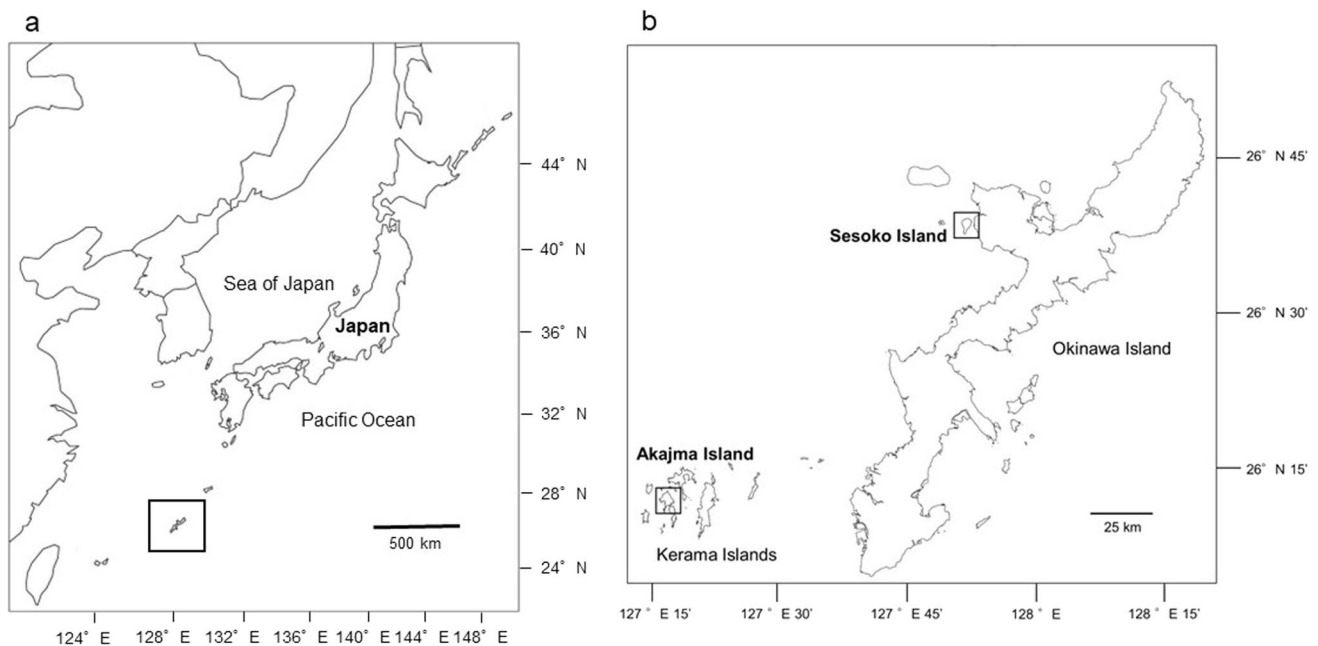 a
44° N
40° N
Sea of Japan
Japan
36° N
Pacific Ocean
32° N
28° N
500 km
24° N
124° E 128° E 132° E 136° E 140° E 144° E 148° E
b
26° N 45'
Sesoko Island
26° N 30'
Okinawa Island
Akajma Island
26° N 15'
25 km
Kerama Islands
127° E 15' 127° E 30' 127° E 45' 128° E 128° E 15'